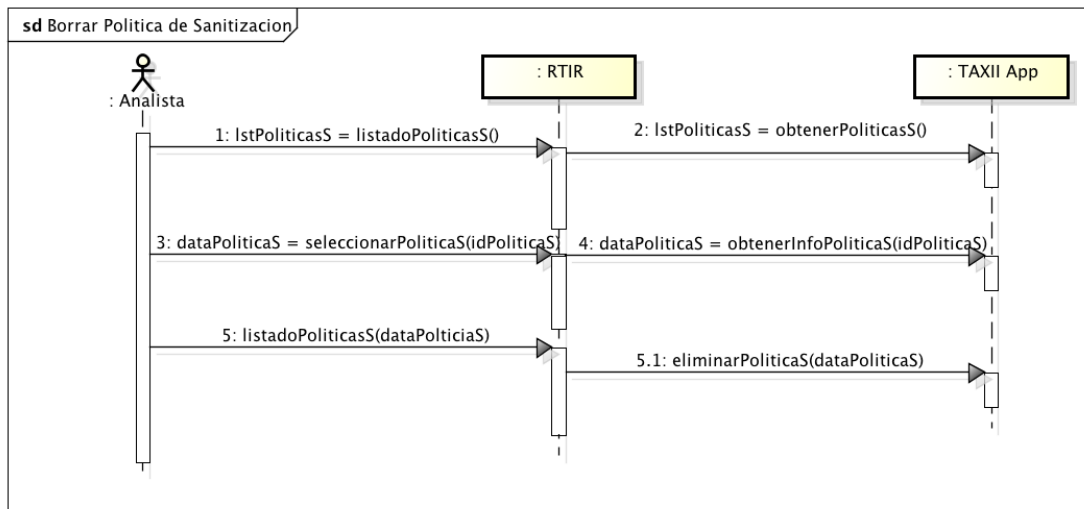 sd Borrar Politica de Sanitizacion
: Analista
: RTIR
: TAXII App
1: lstPoliticasS = listadoPoliticasS()
2: lstPoliticasS = obtenerPoliticasS()
3: dataPoliticaS = seleccionarPoliticaS(idPoliticaS)
4: dataPoliticaS = obtenerInfoPoliticaS(idPoliticaS)
5: listadoPoliticasS(dataPolticiaS)
5.1: eliminarPoliticaS(dataPoliticaS)